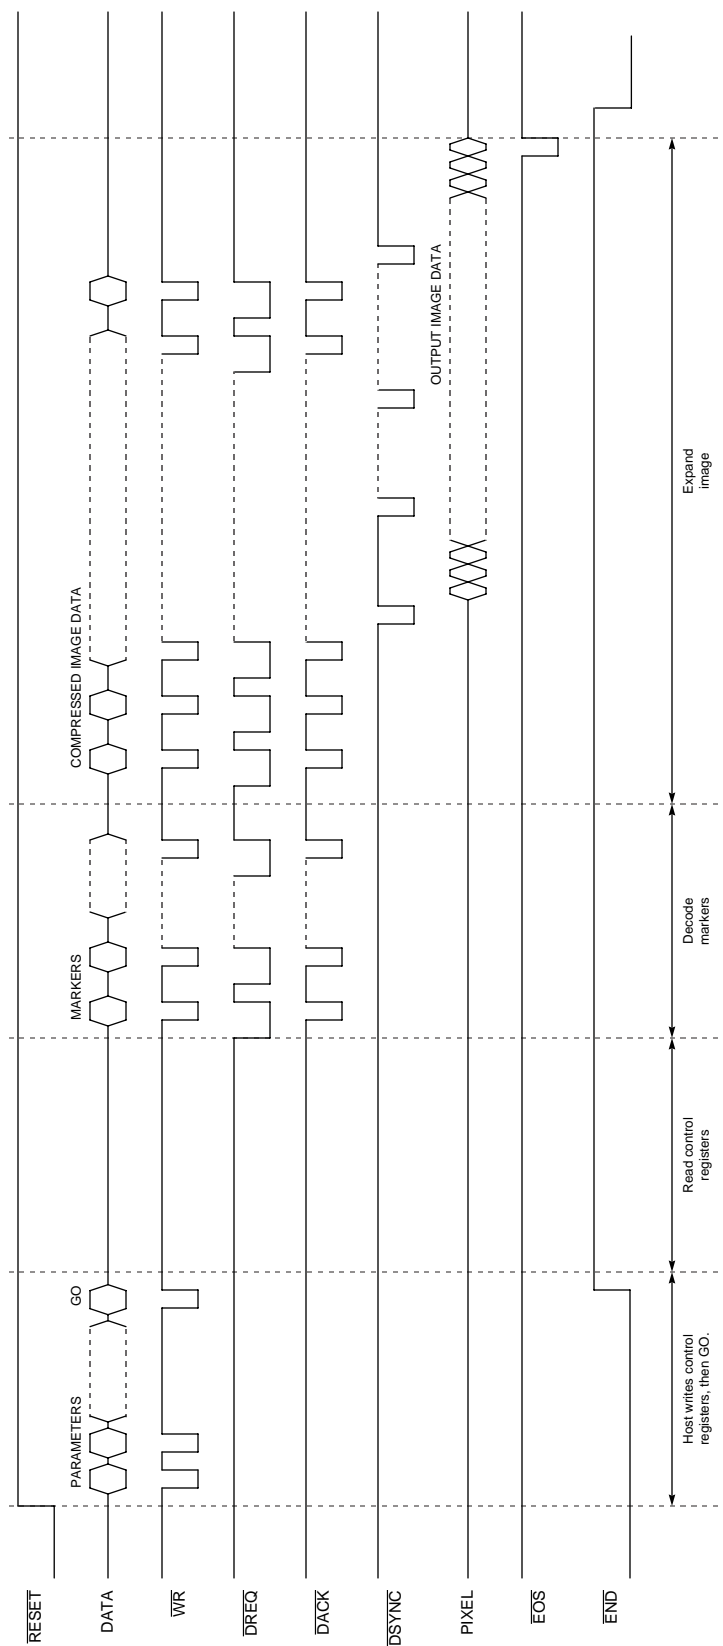 RESET
DATA
PARAMETERS
GO
MARKERS
COMPRESSED IMAGE DATA
WR
DREQ
DACK
DSYNC
PIXEL
OUTPUT IMAGE DATA
EOS
END
Host writes control
registers, then GO.
Read control
registers
Decode
markers
Expand
image